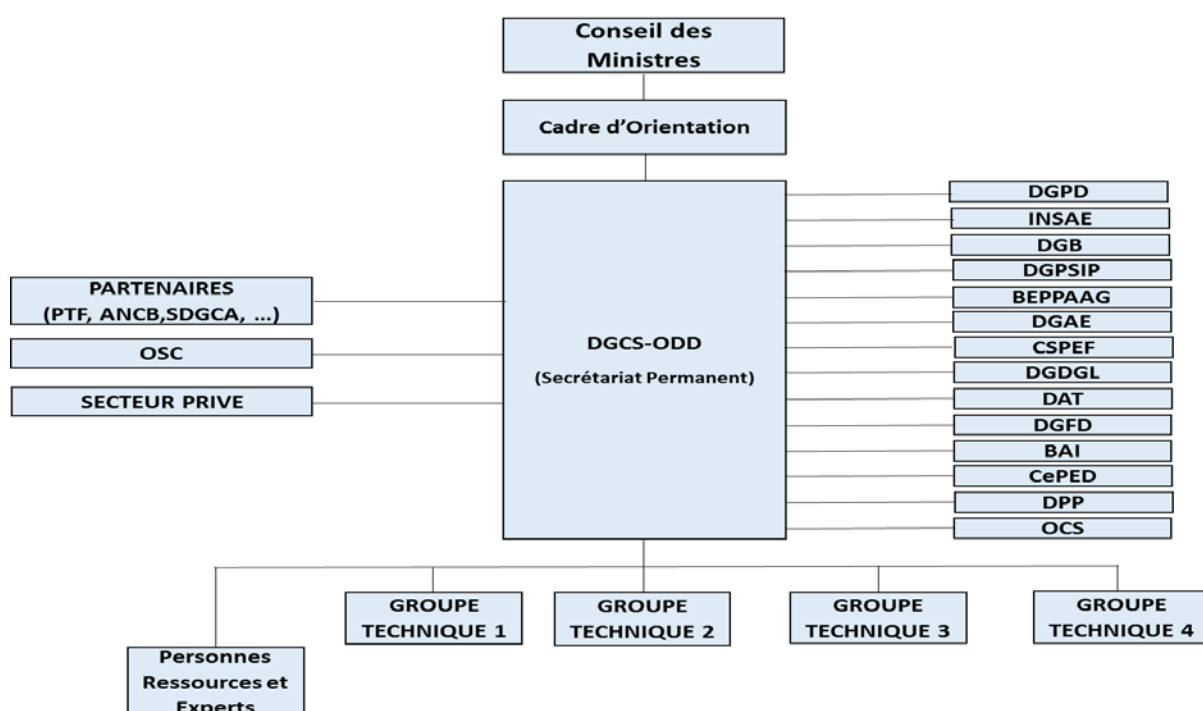 Conseil des
Ministres
Cadre d'Orientation
DGCS-ODD
(Secrétariat Permanent)
PARTENAIRES
(PTF, ANCB,SDGCA, ...)
OSC
SECTEUR PRIVE
DGPD
INSAE
DGB
DGPSIP
BEPPAAG
DGAE
CSPEF
DGDGL
DAT
DGFD
BAI
CePED
DPP
OCS
GROUPE
TECHNIQUE 1
GROUPE
TECHNIQUE 2
GROUPE
TECHNIQUE 3
GROUPE
TECHNIQUE 4
Personnes
Ressources et
Experts